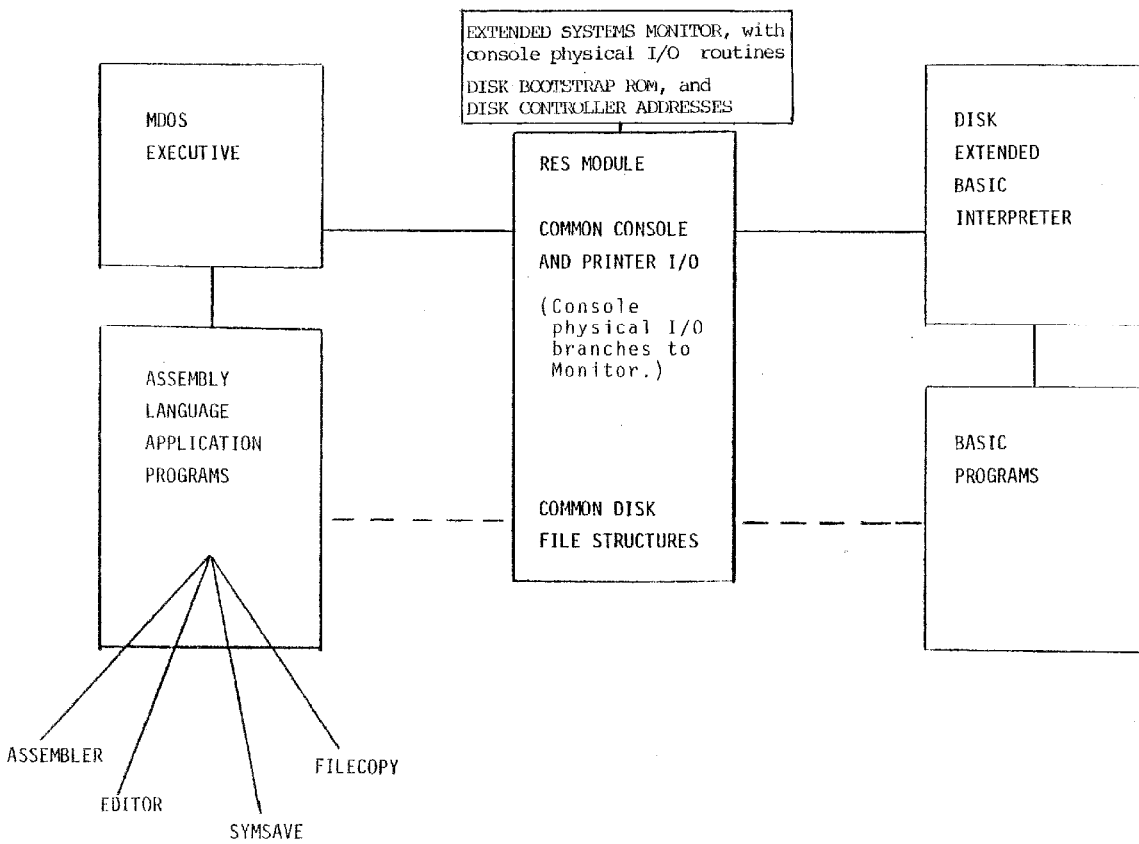 EXTENDED SYSTEMS MONITOR, with
console physical I/O routines
DISK BOOTSTRAP ROM, and
DISK CONTROLLER ADDRESSES
MDOS
EXECUTIVE
RES MODULE
COMMON CONSOLE
AND PRINTER I/O
(Console
physical I/O
branches to
Monitor.)
COMMON DISK
FILE STRUCTURES
DISK
EXTENDED
BASIC
INTERPRETER
ASSEMBLY
LANGUAGE
APPLICATION
PROGRAMS
BASIC
PROGRAMS
ASSEMBLER
EDITOR
SYMSAVE
FILECOPY